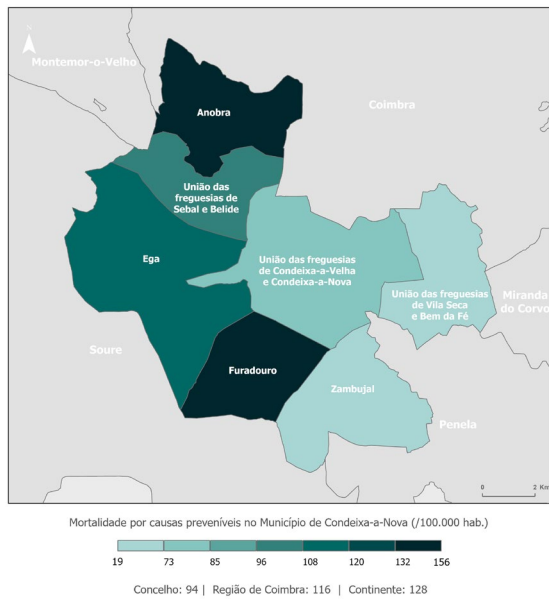 Montemor-o-Velho
Coimbra
Anobra
União das
freguesias de
Sebal e Belide
Ega
União das freguesias
de Condeixa-a-Velha
e Condeixa-a-Nova
União das freguesias
de Vila Seca
e Bem da Fé
Miranda
do Corvo
Soure
Furadouro
Zambujal
Penela
0 2 Km
Mortalidade por causas preveníveis no Município de Condeixa-a-Nova (/100.000 hab.)
19 73 85 96 108 120 132 156
Concelho: 94 | Região de Coimbra: 116 | Continente: 128